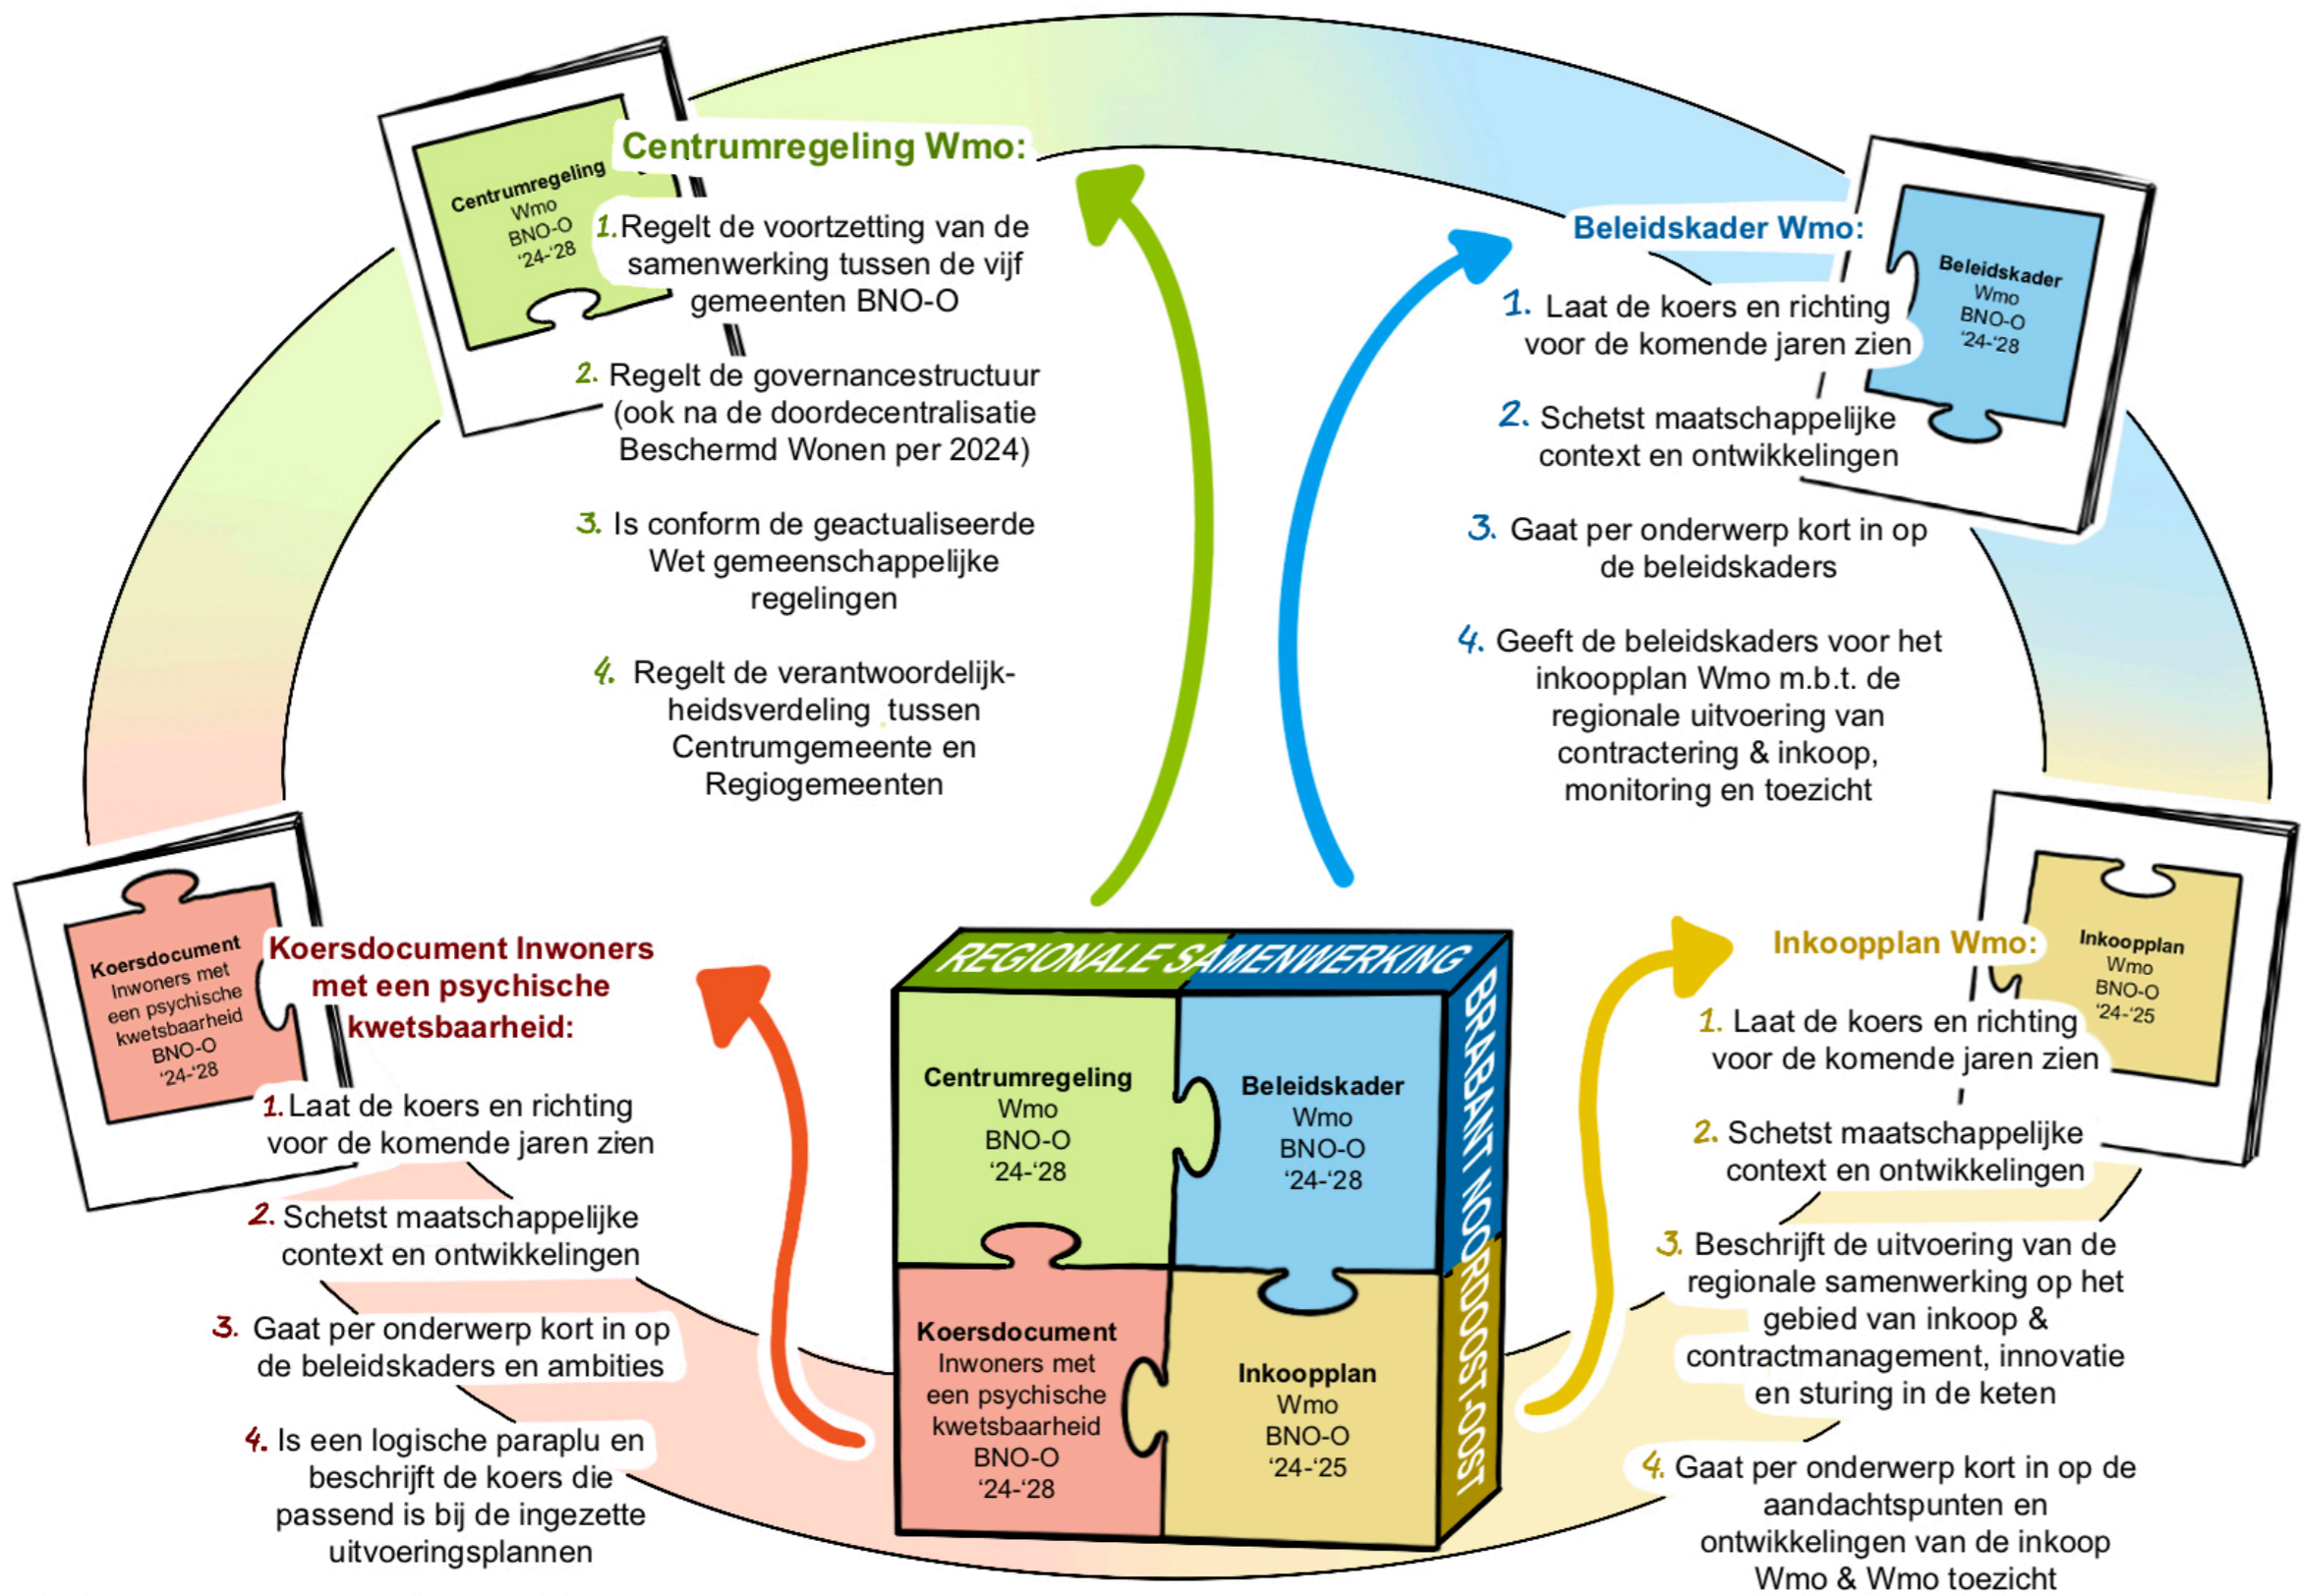 Centrumregeling
Wmo
BNO-O
‘24-‘28
Centrumregeling Wmo:
1. Regelt de voortzetting van de
samenwerking tussen de vijf
gemeenten BNO-O
2. Regelt de governancestructuur
(ook na de doordecentralisatie
Beschermd Wonen per 2024)
3. Is conform de geactualiseerde
Wet gemeenschappelijke
regelingen
4. Regelt de verantwoordelijk-
heidsverdeling tussen
Centrumgemeente en
Regiogemeenten
Beleidskader Wmo:
1. Laat de koers en richting
voor de komende jaren zien
2. Schetst maatschappelijke
context en ontwikkelingen
3. Gaat per onderwerp kort in op
de beleidskaders
4. Geeft de beleidskaders voor het
inkoopplan Wmo m.b.t. de
regionale uitvoering van
contractering & inkoop,
monitoring en toezicht
Beleidskader
Wmo
BNO-O
‘24-‘28
Koersdocument
Inwoners met
een psychische
kwetsbaarheid
BNO-O
‘24-‘28
Koersdocument Inwoners
met een psychische
kwetsbaarheid:
1. Laat de koers en richting
voor de komende jaren zien
2. Schetst maatschappelijke
context en ontwikkelingen
3. Gaat per onderwerp kort in op
de beleidskaders en ambities
4. Is een logische paraplu en
beschrijft de koers die
passend is bij de ingezette
uitvoeringsplannen
REGIONALE SAMENWERKING
BRABANT NOORDOOST-OOST
Centrumregeling
Wmo
BNO-O
‘24-‘28
Beleidskader
Wmo
BNO-O
‘24-‘28
Koersdocument
Inwoners met
een psychische
kwetsbaarheid
BNO-O
‘24-‘28
Inkoopplan
Wmo
BNO-O
‘24-‘25
Inkoopplan Wmo:
1. Laat de koers en richting
voor de komende jaren zien
2. Schetst maatschappelijke
context en ontwikkelingen
3. Beschrijft de uitvoering van de
regionale samenwerking op het
gebied van inkoop &
contractmanagement, innovatie
en sturing in de keten
4. Gaat per onderwerp kort in op de
aandachtspunten en
ontwikkelingen van de inkoop
Wmo & Wmo toezicht
Inkoopplan
Wmo
BNO-O
‘24-‘25